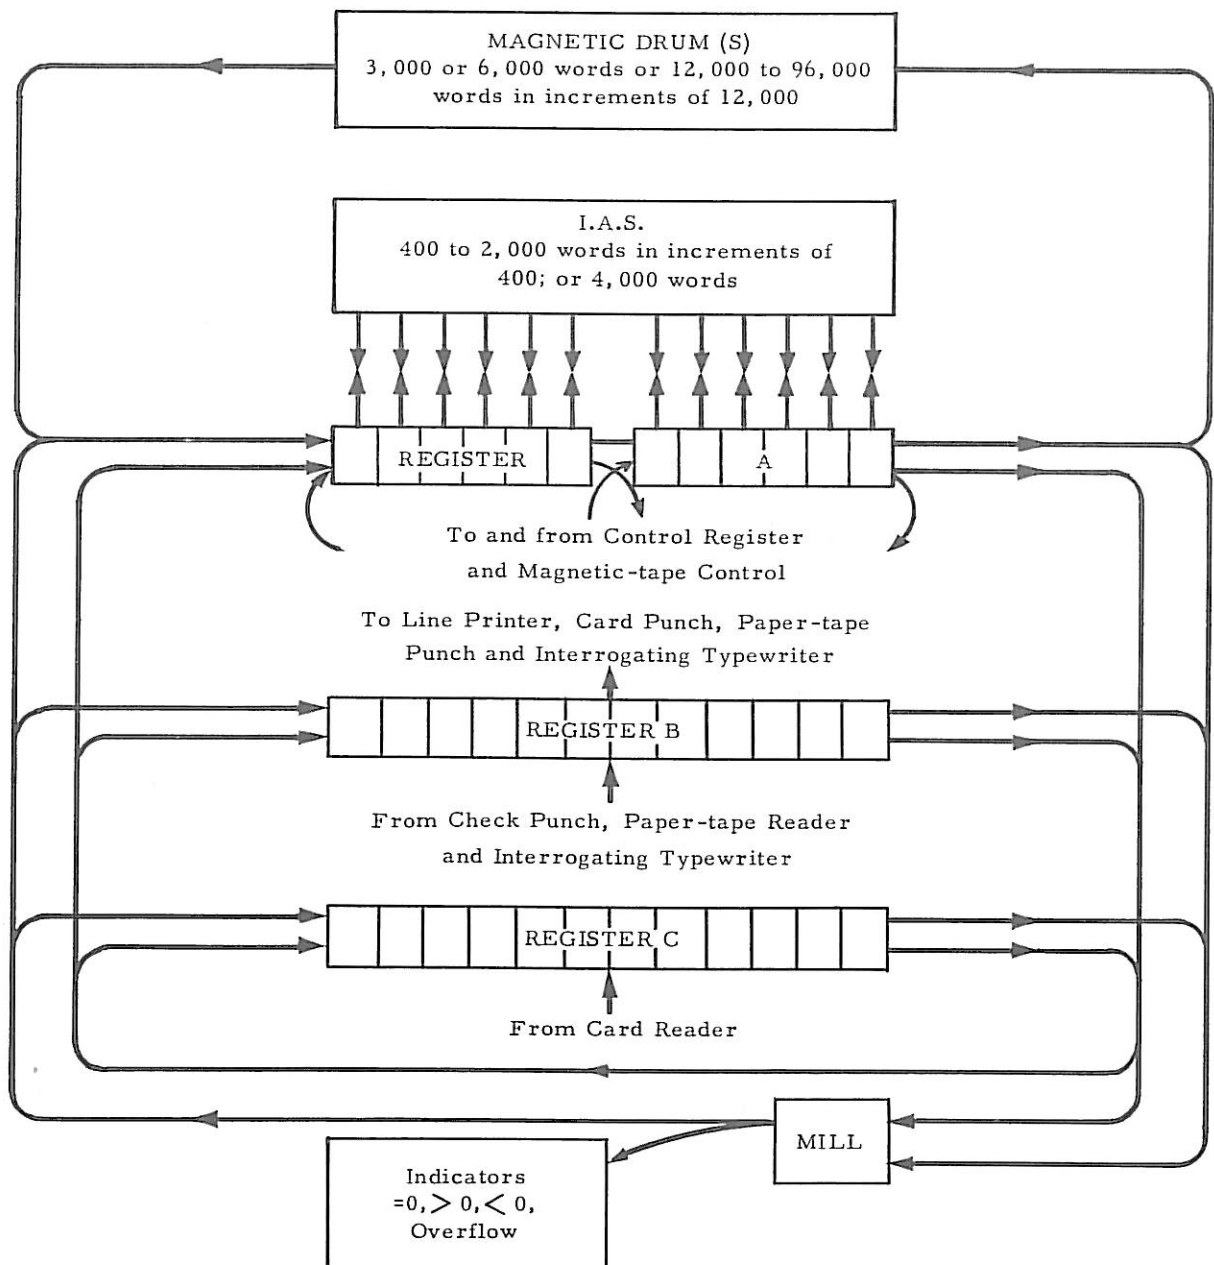 MAGNETIC DRUM (S)
3,000 or 6,000 words or 12,000 to 96,000
words in increments of 12,000
I.A.S.
400 to 2,000 words in increments of
400; or 4,000 words
REGISTER A
To and from Control Register
and Magnetic-tape Control
To Line Printer, Card Punch, Paper-tape
Punch and Interrogating Typewriter
REGISTER B
From Check Punch, Paper-tape Reader
and Interrogating Typewriter
REGISTER C
From Card Reader
MILL
Indicators
=0, > 0, < 0,
Overflow